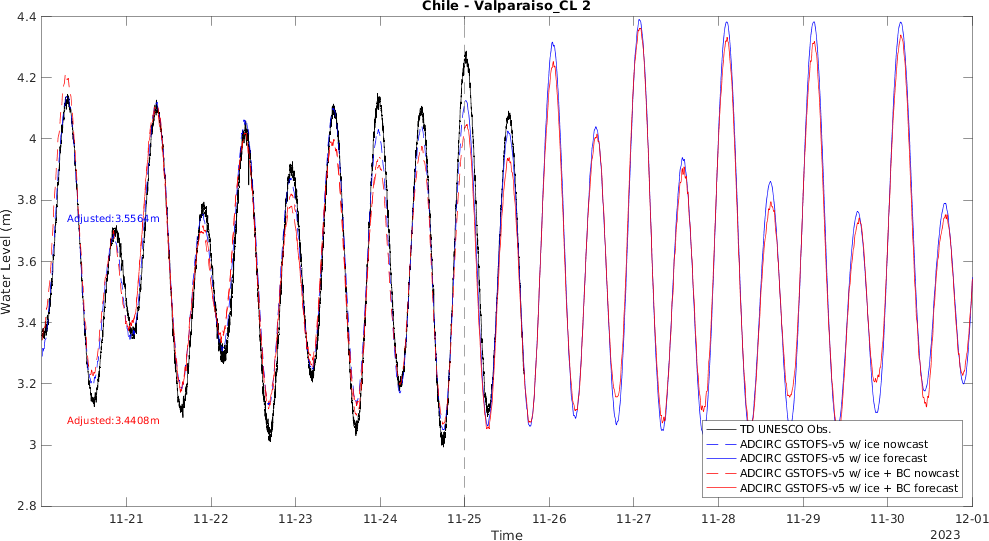 Chile - Valparaiso_CL 2
4.4
4.2
4
3.8
3.6
3.4
3.2
3
2.8
Water Level (m)
Adjusted:3.5564m
Adjusted:3.4408m
TD UNESCO Obs.
ADCIRC GSTOFS-v5 w/ ice nowcast
ADCIRC GSTOFS-v5 w/ ice forecast
ADCIRC GSTOFS-v5 w/ ice + BC nowcast
ADCIRC GSTOFS-v5 w/ ice + BC forecast
11-21 11-22 11-23 11-24 11-25 11-26 11-27 11-28 11-29 11-30 12-01
Time
2023